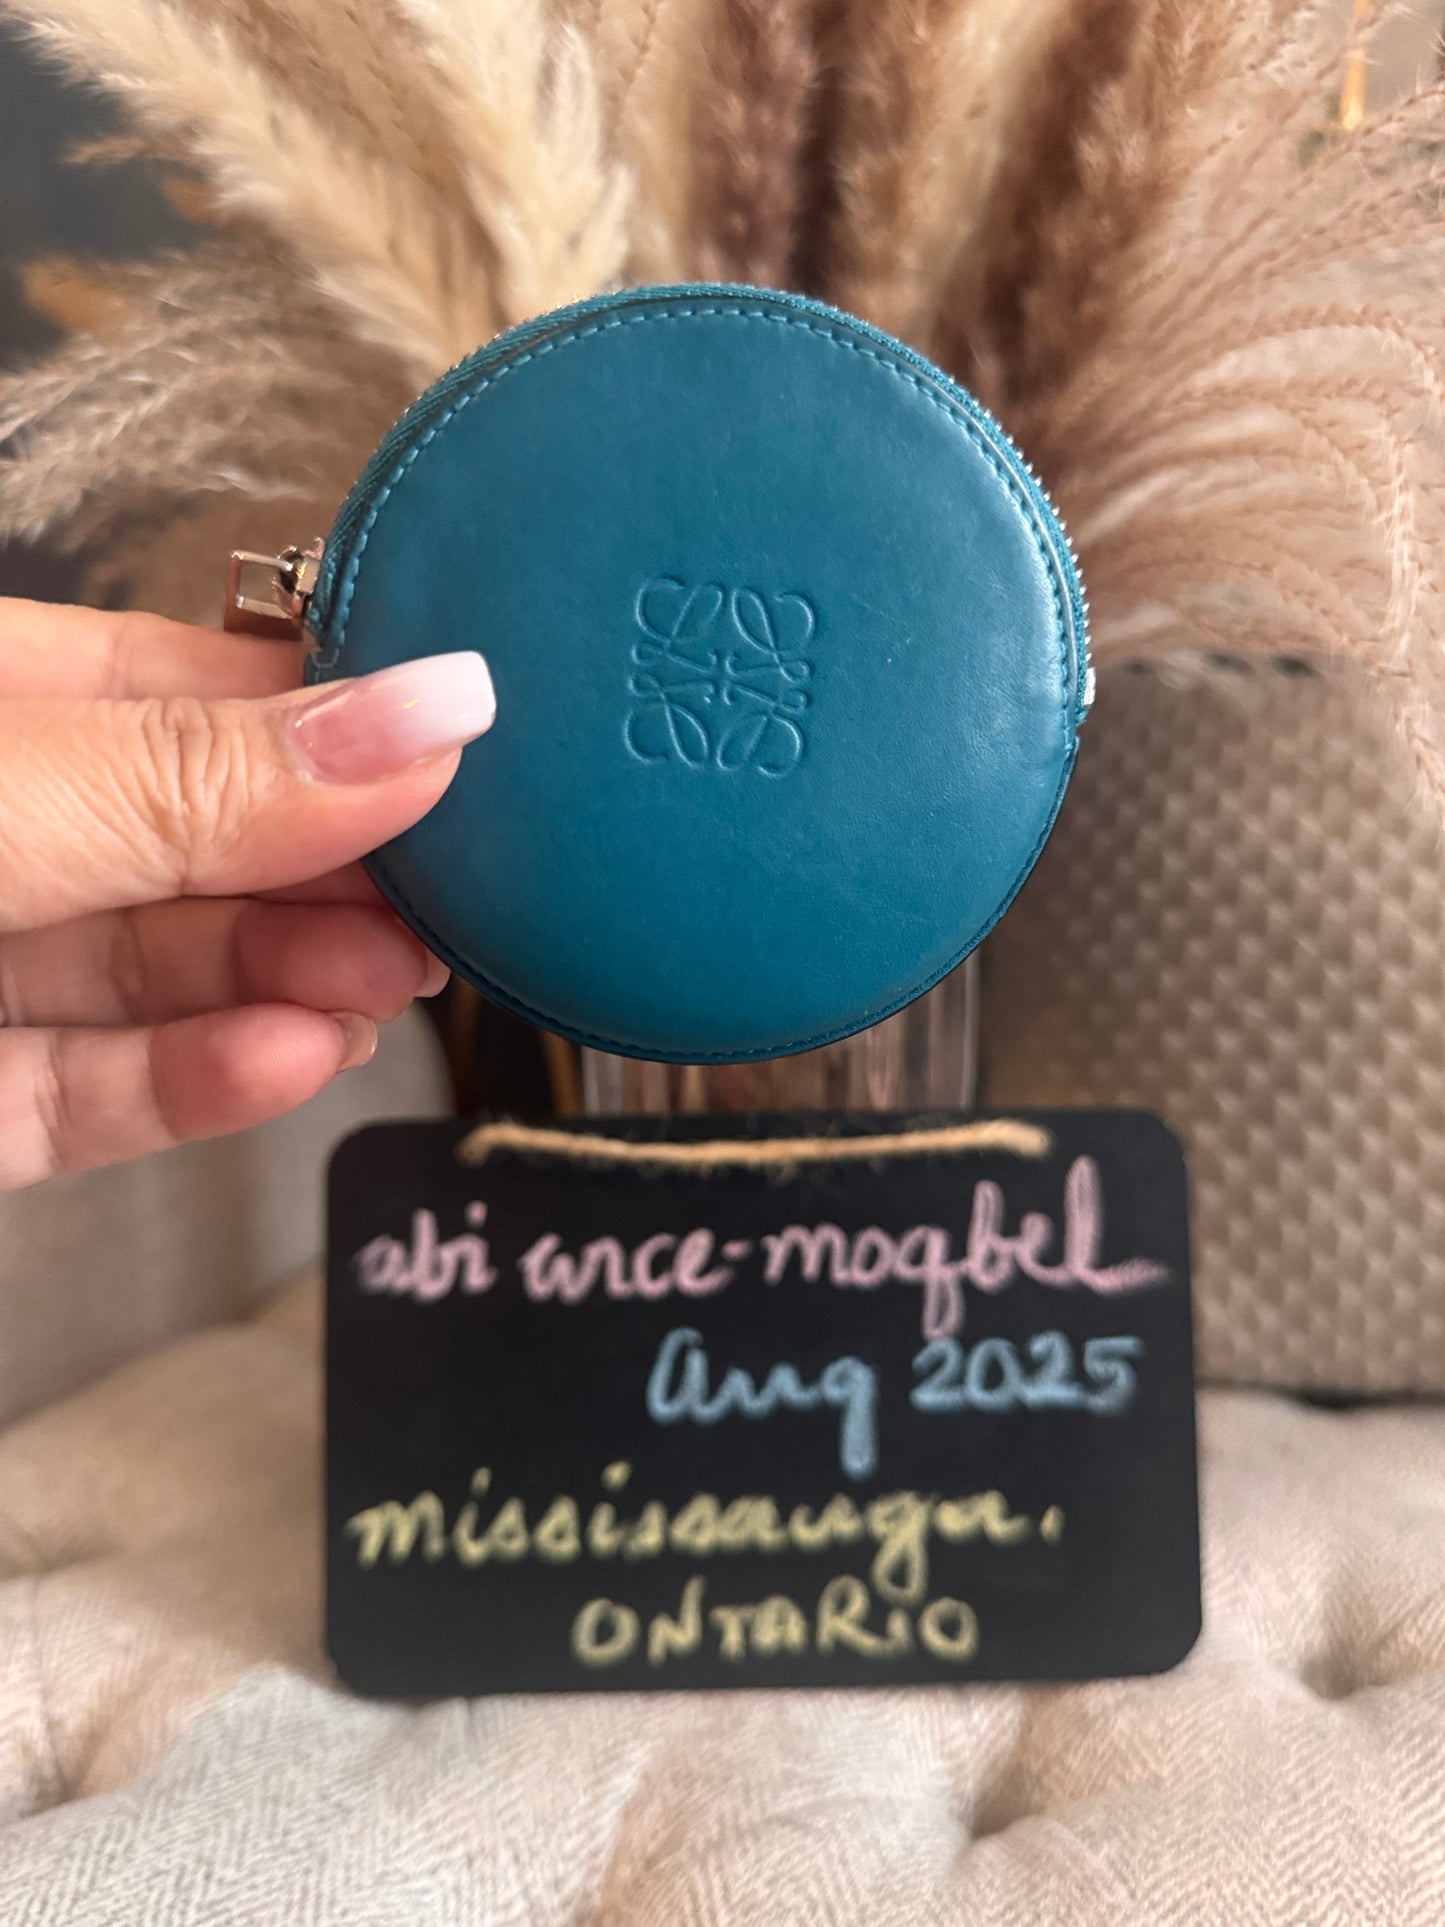 abi arce-moqbel
Aug 2025
mississauga.
ONTARIO